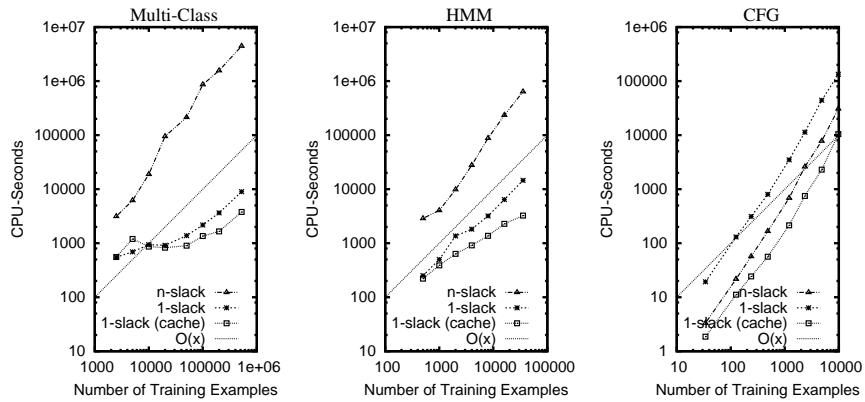 Multi-Class
CPU-Seconds
1e+07
1e+06
100000
10000
1000
100
10
n-slack
1-slack
1-slack (cache)
O(x)
1000 10000 100000 1e+06
Number of Training Examples
HMM
CPU-Seconds
1e+07
1e+06
100000
10000
1000
100
10
n-slack
1-slack
1-slack (cache)
O(x)
100 1000 10000 100000
Number of Training Examples
CFG
CPU-Seconds
1e+06
100000
10000
1000
100
10
1
n-slack
1-slack
1-slack (cache)
O(x)
10 100 1000 10000
Number of Training Examples